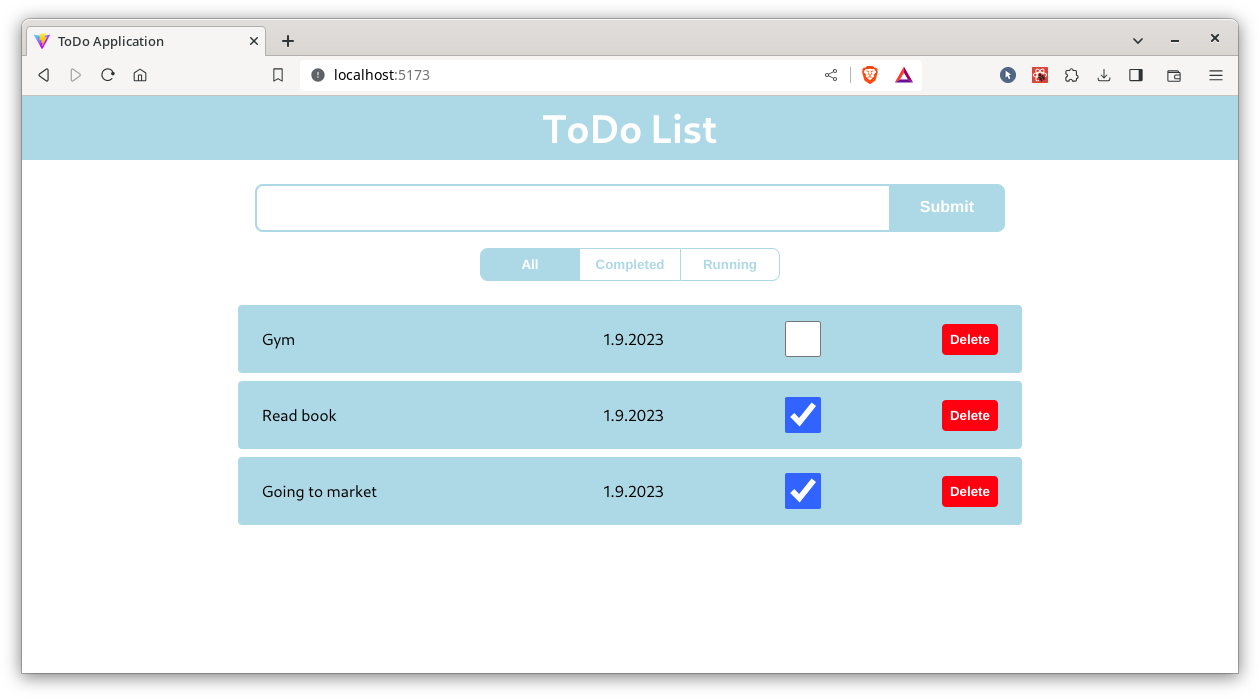 ToDo Application
localhost:5173
ToDo List
Submit
All Completed Running
Gym 1.9.2023 Delete
Read book 1.9.2023 Delete
Going to market 1.9.2023 Delete